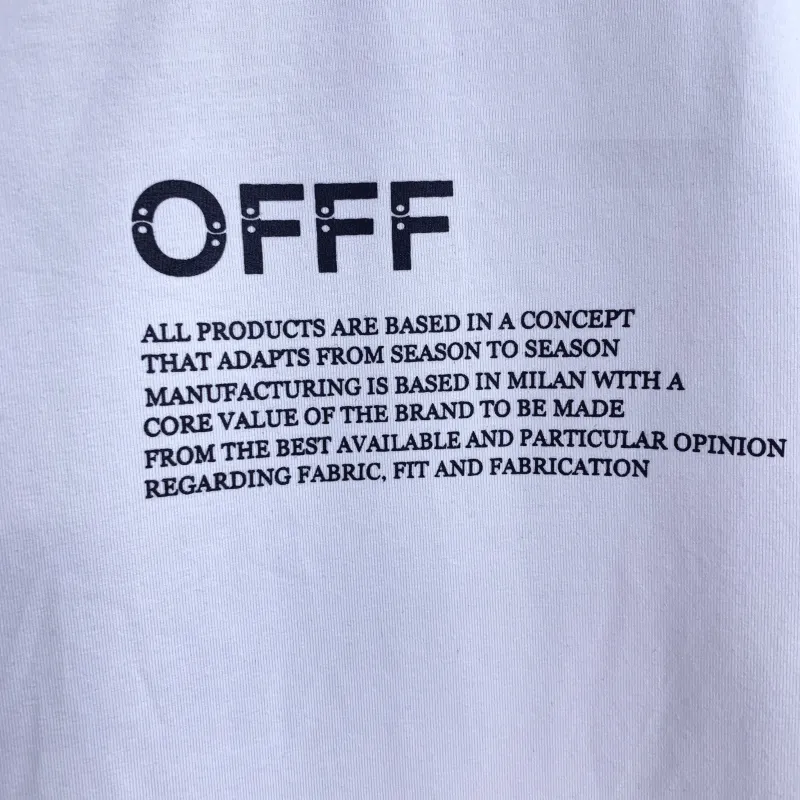 OFFF
ALL PRODUCTS ARE BASED IN A CONCEPT
THAT ADAPTS FROM SEASON TO SEASON
MANUFACTURING IS BASED IN MILAN WITH A
CORE VALUE OF THE BRAND TO BE MADE
FROM THE BEST AVAILABLE AND PARTICULAR OPINION
REGARDING FABRIC, FIT AND FABRICATION